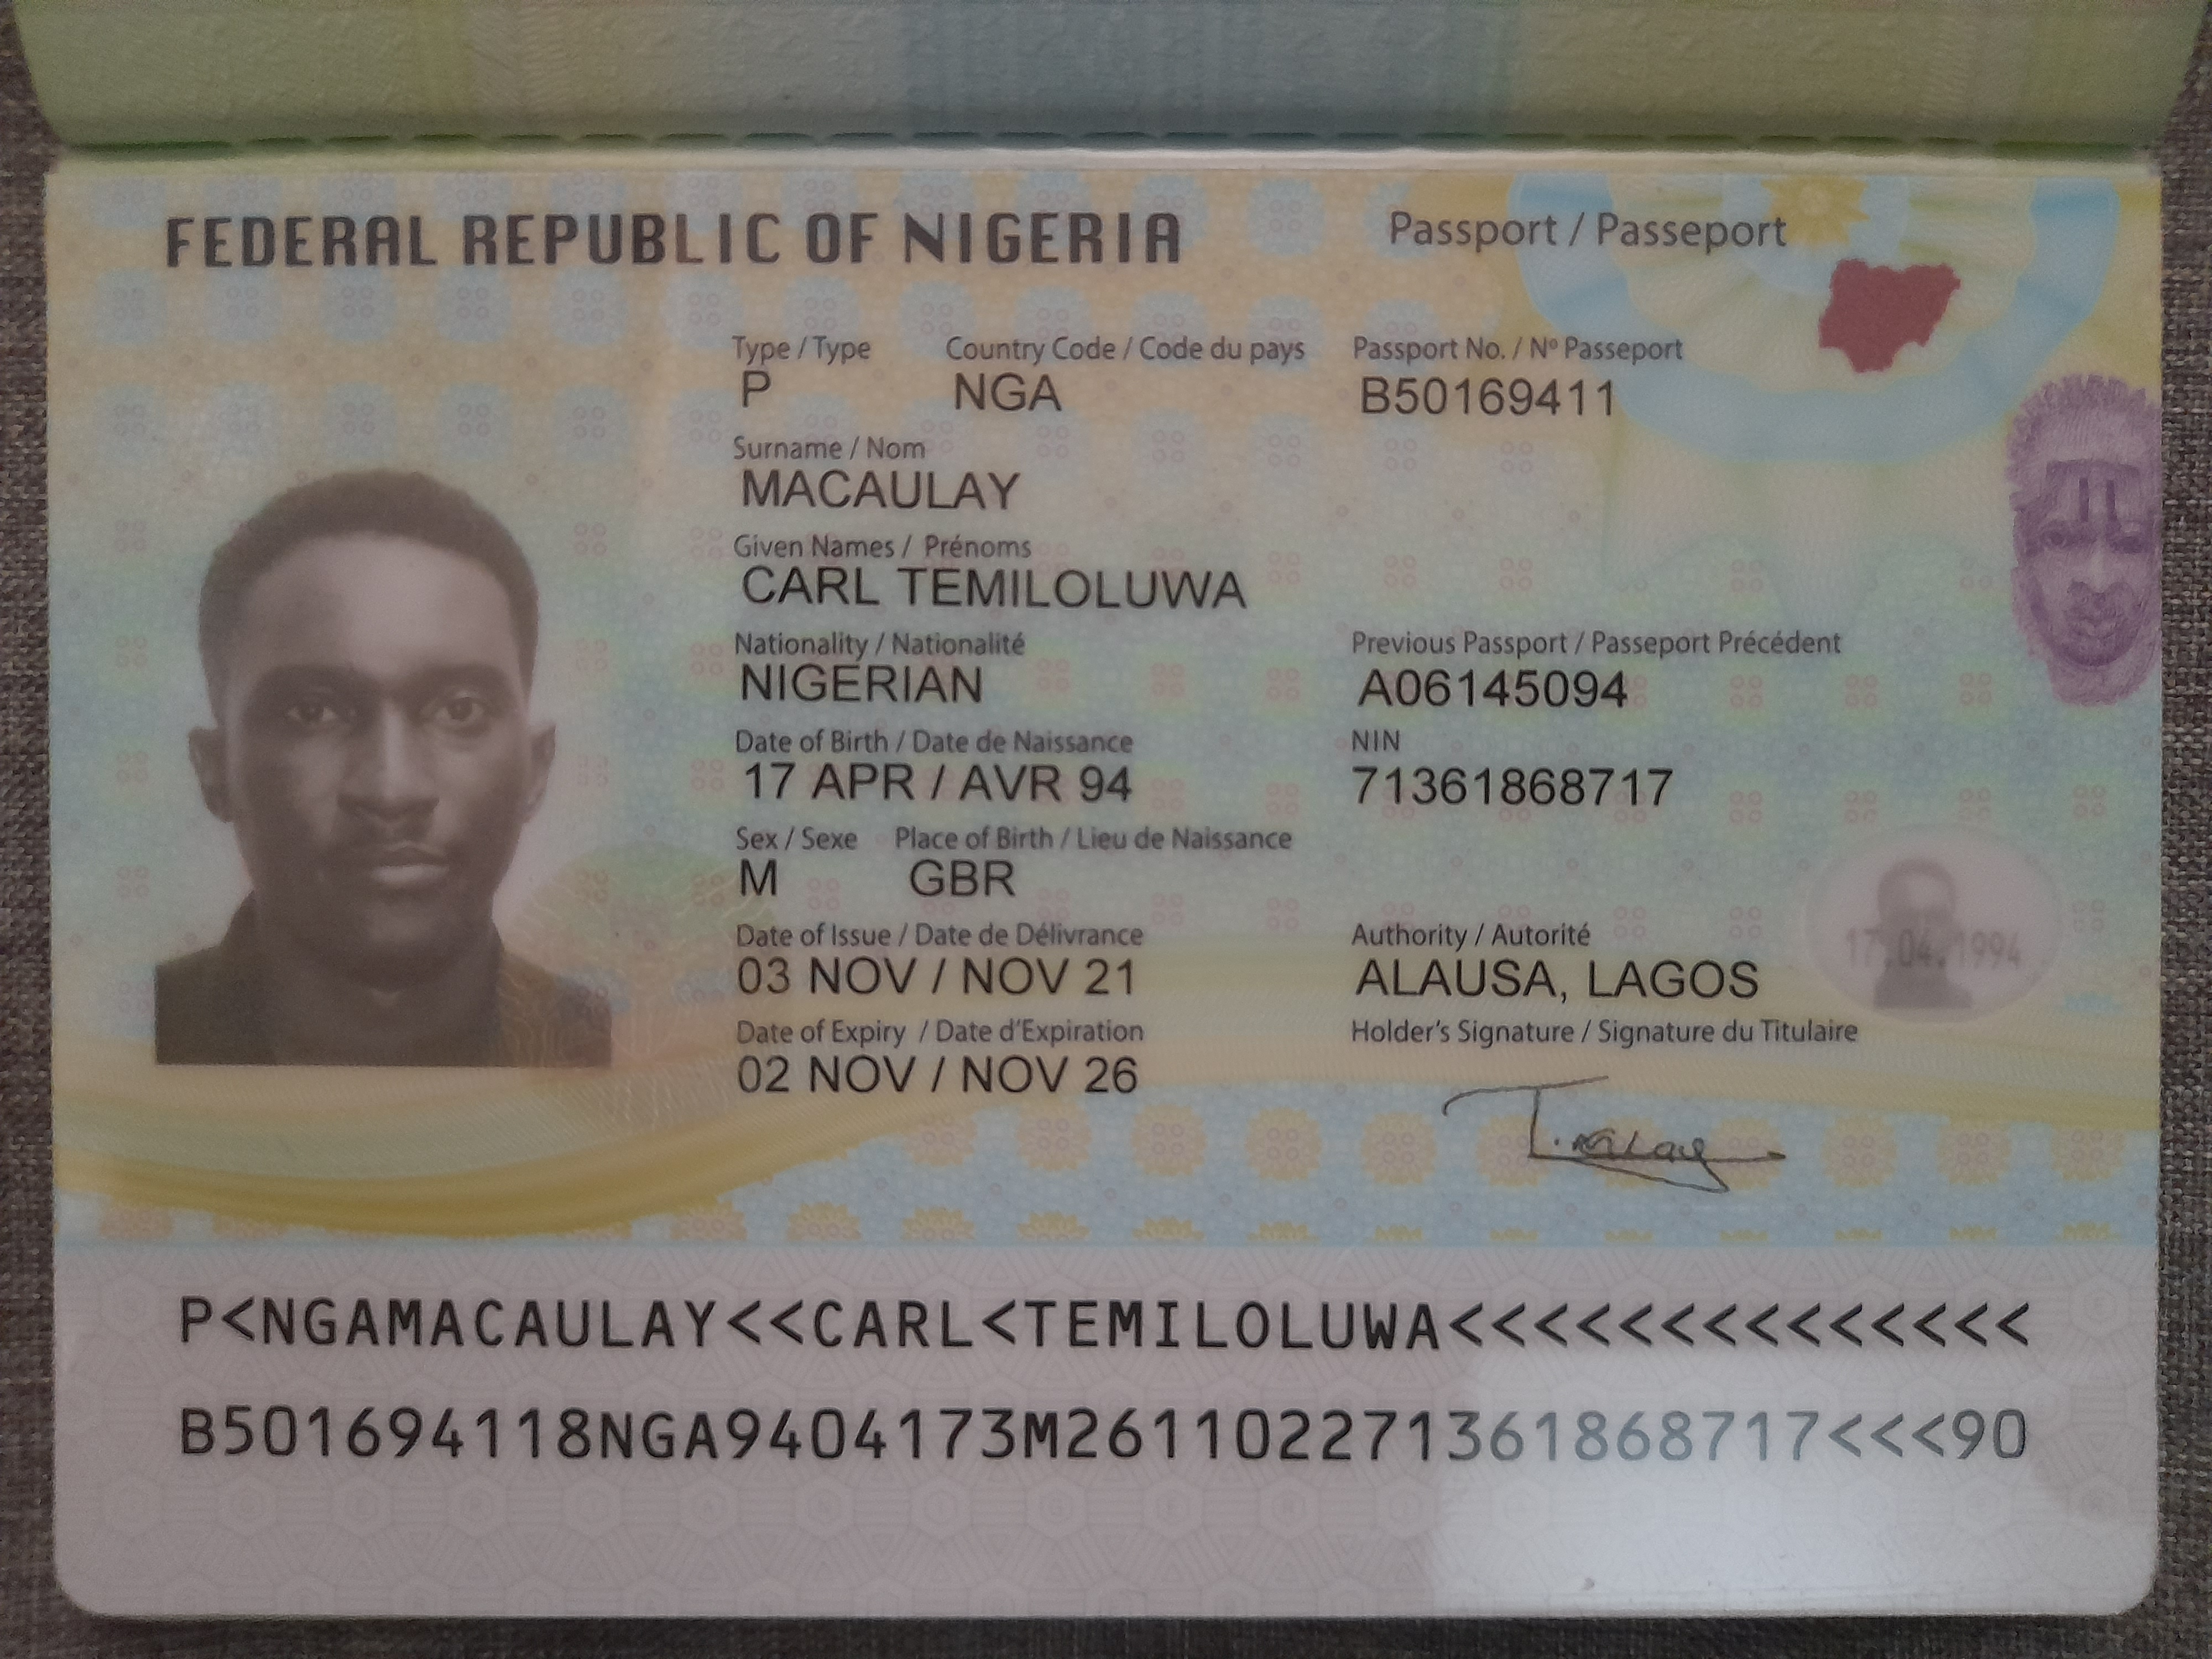 FEDERAL REPUBLIC OF NIGERIA
Passport / Passeport
Type / Type
Country Code / Code du pays
Passport No. / Nº Passeport
P
NGA
B50169411
Surname / Nom
MACAULAY
Given Names / Prénoms
CARL TEMILOLUWA
Nationality / Nationalité
Previous Passport / Passeport Précédent
NIGERIAN
A06145094
Date of Birth / Date de Naissance
NIN
17 APR / AVR 94
71361868717
Sex / Sexe
Place of Birth / Lieu de Naissance
M
GBR
Date of Issue / Date de Délivrance
Authority / Autorité
17.04.1994
03 NOV / NOV 21
ALAUSA, LAGOS
Date of Expiry / Date d'Expiration
Holder's Signature / Signature du Titulaire
02 NOV / NOV 26
P<NGAMACAULAY<<CARL<TEMILOLUWA<<<<<<<<<<<<<<
B501694118NGA9404173M261102271361868717<<<90